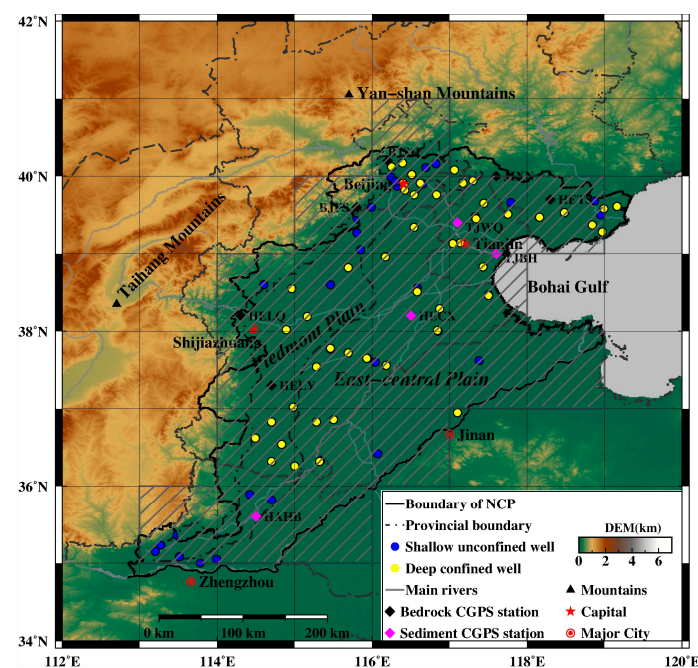 42°N
40°N
38°N
36°N
34°N
112°E
114°E
116°E
118°E
120°E
Yan-shan Mountains
Taihang Mountains
BJSH
Beijing
BJFS
HEYN
HETS
TJWQ
Tianjin
TJBH
Bohai Gulf
HELQ
Shijiazhuang
HECX
Piedmont Plain
East-central Plain
HELY
Jinan
HAHB
Zhengzhou
0 km
100 km
200 km
Boundary of NCP
Provincial boundary
Shallow unconfined well
Deep confined well
Main rivers
Bedrock CGPS station
Sediment CGPS station
DEM(km)
0 2 4 6
Mountains
Capital
Major City